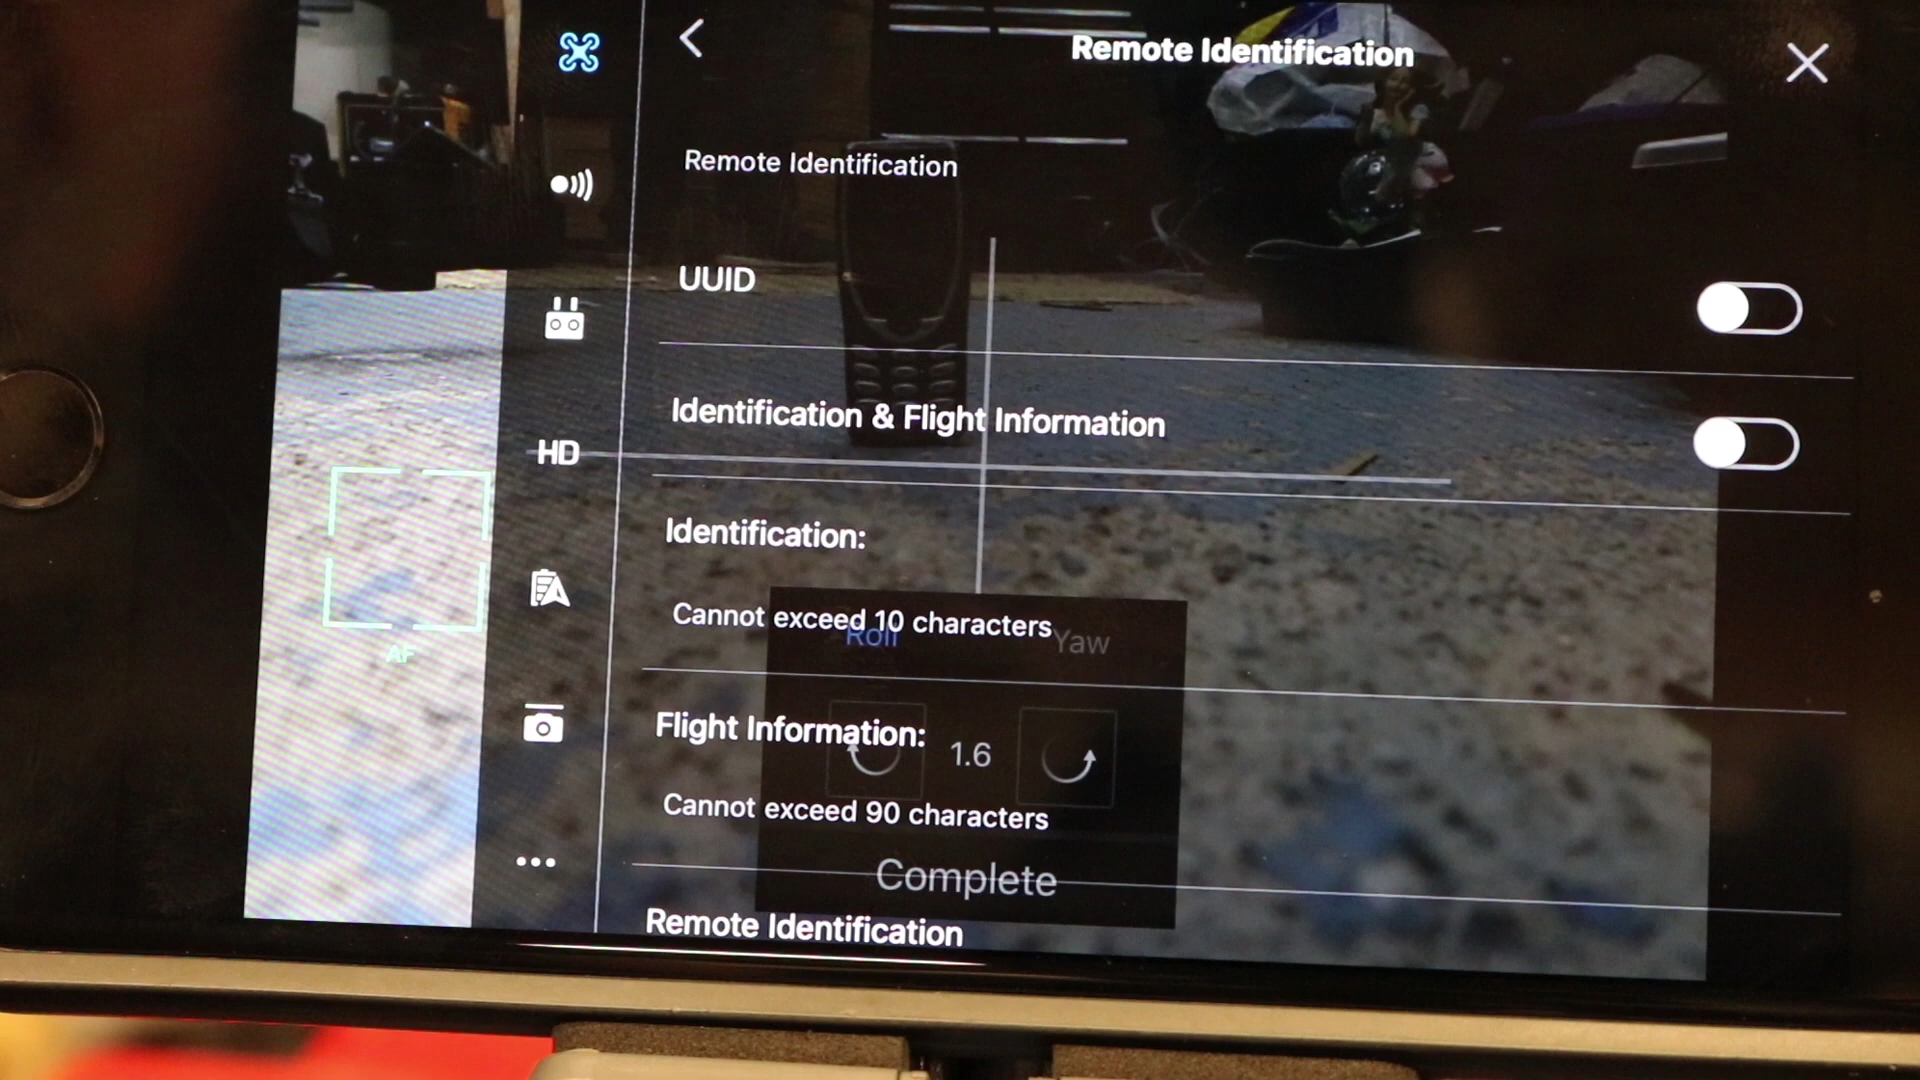 Remote Identification
Remote Identification
UUID
Identification & Flight Information
HD
Identification:
Cannot exceed 10 characters
Roll
Yaw
AF
Flight Information:
1.6
Cannot exceed 90 characters
Complete
Remote Identification